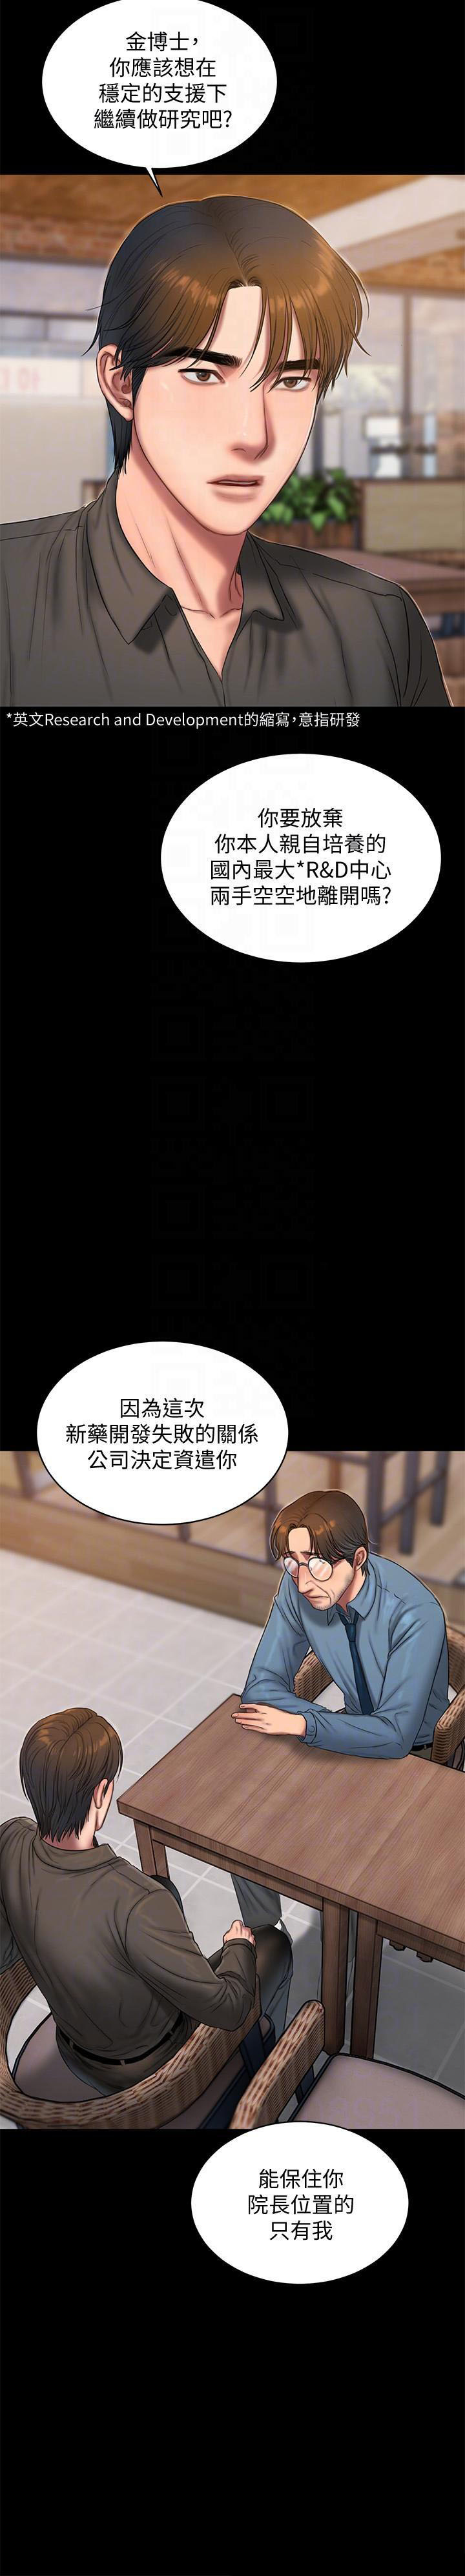 金博士，
你應該想在
穩定的支援下
繼續做研究吧?
*英文Research and Development的縮寫，意指研發
你要放棄
你本人親自培養的
國內最大*R&D中心
兩手空空地離開嗎?
因為這次
新藥開發失敗的關係
公司決定資遣你
能保住你
院長位置的
只有我